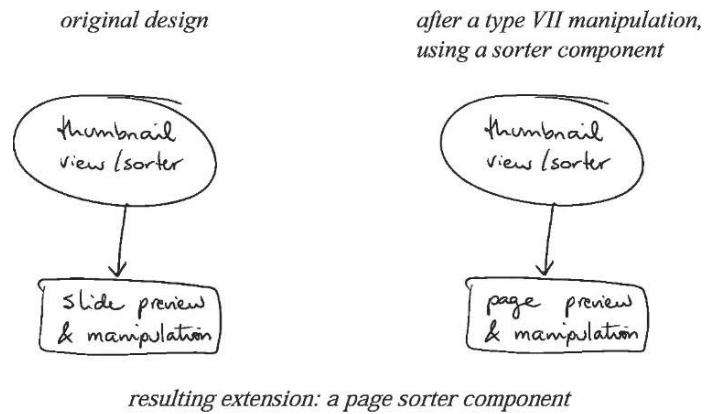 original design
after a type VII manipulation,
using a sorter component
thumbnail
view/sorter
slide preview
& manipulation
thumbnail
view/sorter
page preview
& manipulation
resulting extension: a page sorter component